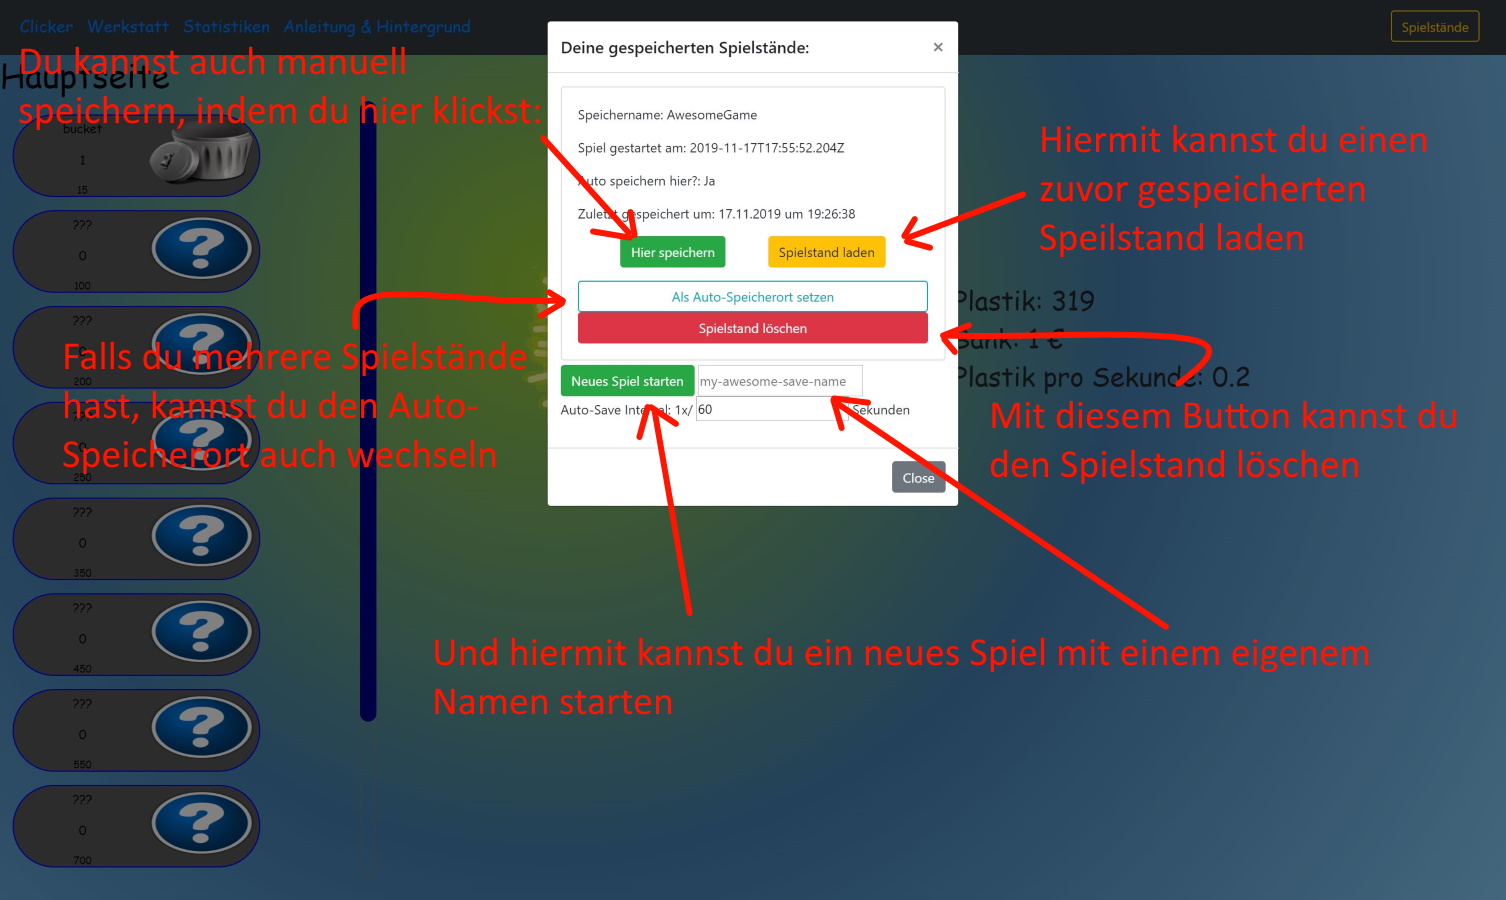 Clicker Werkstatt Statistiken Anleitung & Hintergrund
Spielstände
Hauptseite
Du kannst auch manuell
speichern, indem du hier klickst:
bucket
1
15
???
0
100
???
200
0
250
???
0
350
???
0
450
???
0
550
???
0
700
Falls du mehrere Spielstände
hast, kannst du den Auto-
Speicherort auch wechseln
Deine gespeicherten Spielstände:
×
Speichername: AwesomeGame
Spiel gestartet am: 2019-11-17T17:55:52.204Z
Auto speichern hier?: Ja
Zuletzt gespeichert um: 17.11.2019 um 19:26:38
Hier speichern
Spielstand laden
Als Auto-Speicherort setzen
Spielstand löschen
Neues Spiel starten
my-awesome-save-name
Auto-Save Interval: 1x/ 60 Sekunden
Close
Hiermit kannst du einen
zuvor gespeicherten
Speilstand laden
Plastik: 319
Bank: 1 €
Plastik pro Sekunde: 0.2
Mit diesem Button kannst du
den Spielstand löschen
Und hiermit kannst du ein neues Spiel mit einem eigenem
Namen starten